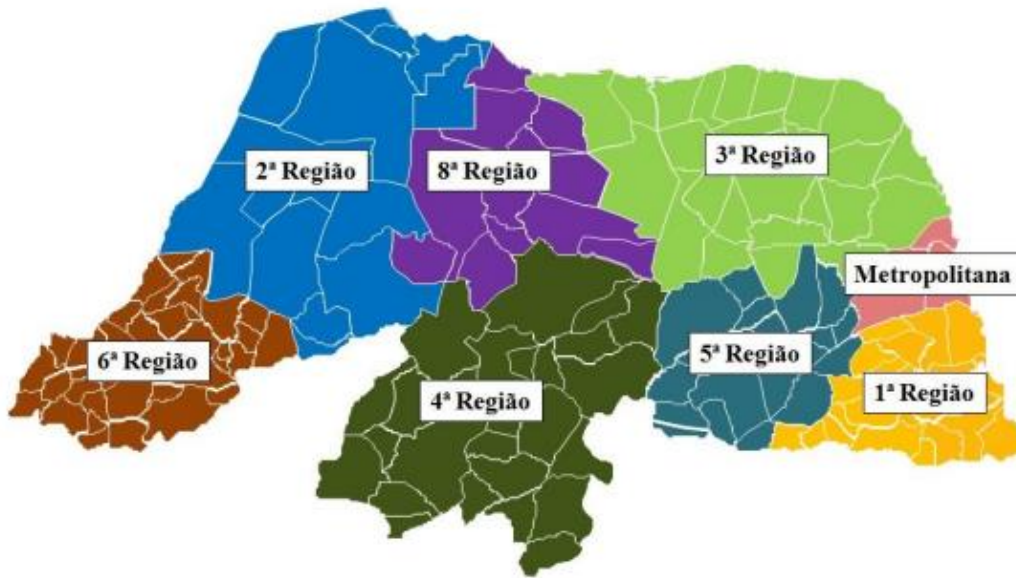 3ª Região
2ª Região
8ª Região
Metropolitana
5ª Região
6ª Região
1ª Região
4ª Região